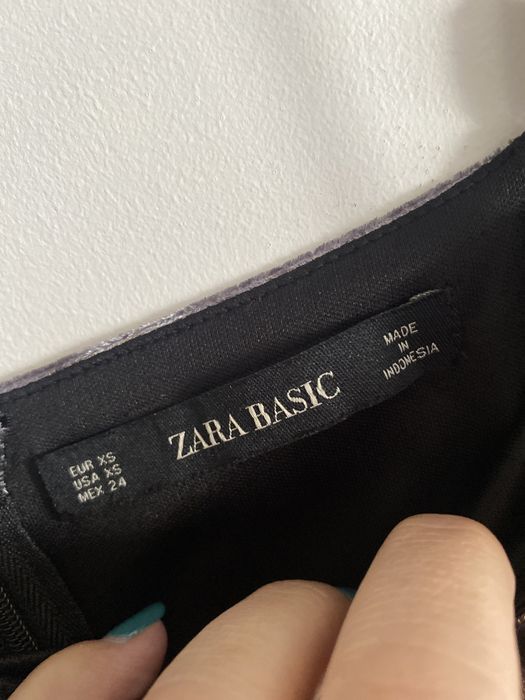 EUR XS
USA XS
MEX 24
ZARA BASIC
MADE
IN
INDONESIA